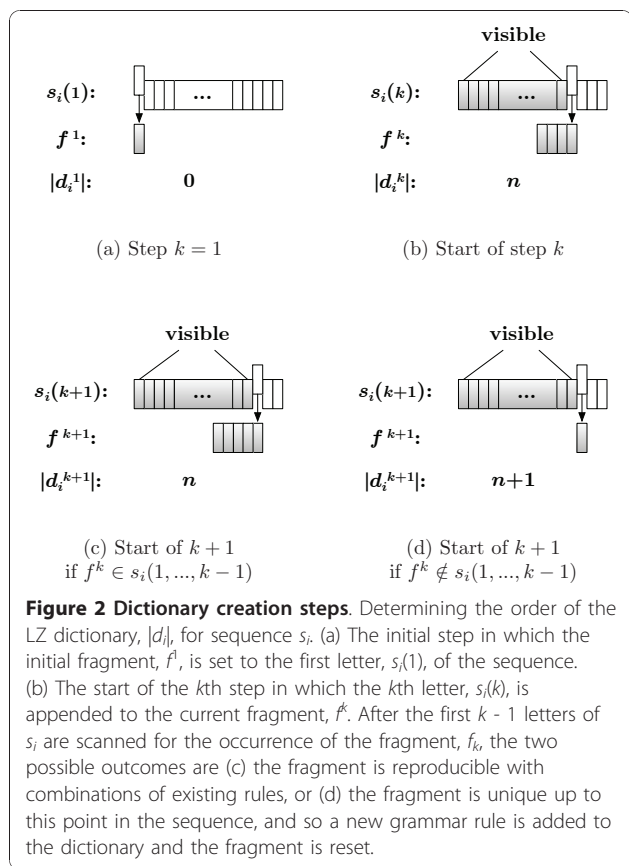 visible
s_i(1): ... s_i(k): ...
f^1: f^k:
|d_i^1|: 0 |d_i^k|: n
(a) Step k = 1 (b) Start of step k
visible visible
s_i(k+1): ... s_i(k+1): ...
f^{k+1}: f^{k+1}:
|d_i^{k+1}|: n |d_i^{k+1}|: n+1
(c) Start of k + 1 (d) Start of k + 1
if f^k ∈ s_i(1, ..., k − 1) if f^k ∉ s_i(1, ..., k − 1)
Figure 2 Dictionary creation steps. Determining the order of the
LZ dictionary, |d_i|, for sequence s_i. (a) The initial step in which the
initial fragment, f^1, is set to the first letter, s_i(1), of the sequence.
(b) The start of the kth step in which the kth letter, s_i(k), is
appended to the current fragment, f^k. After the first k - 1 letters of
s_i are scanned for the occurrence of the fragment, f_k, the two
possible outcomes are (c) the fragment is reproducible with
combinations of existing rules, or (d) the fragment is unique up to
this point in the sequence, and so a new grammar rule is added to
the dictionary and the fragment is reset.